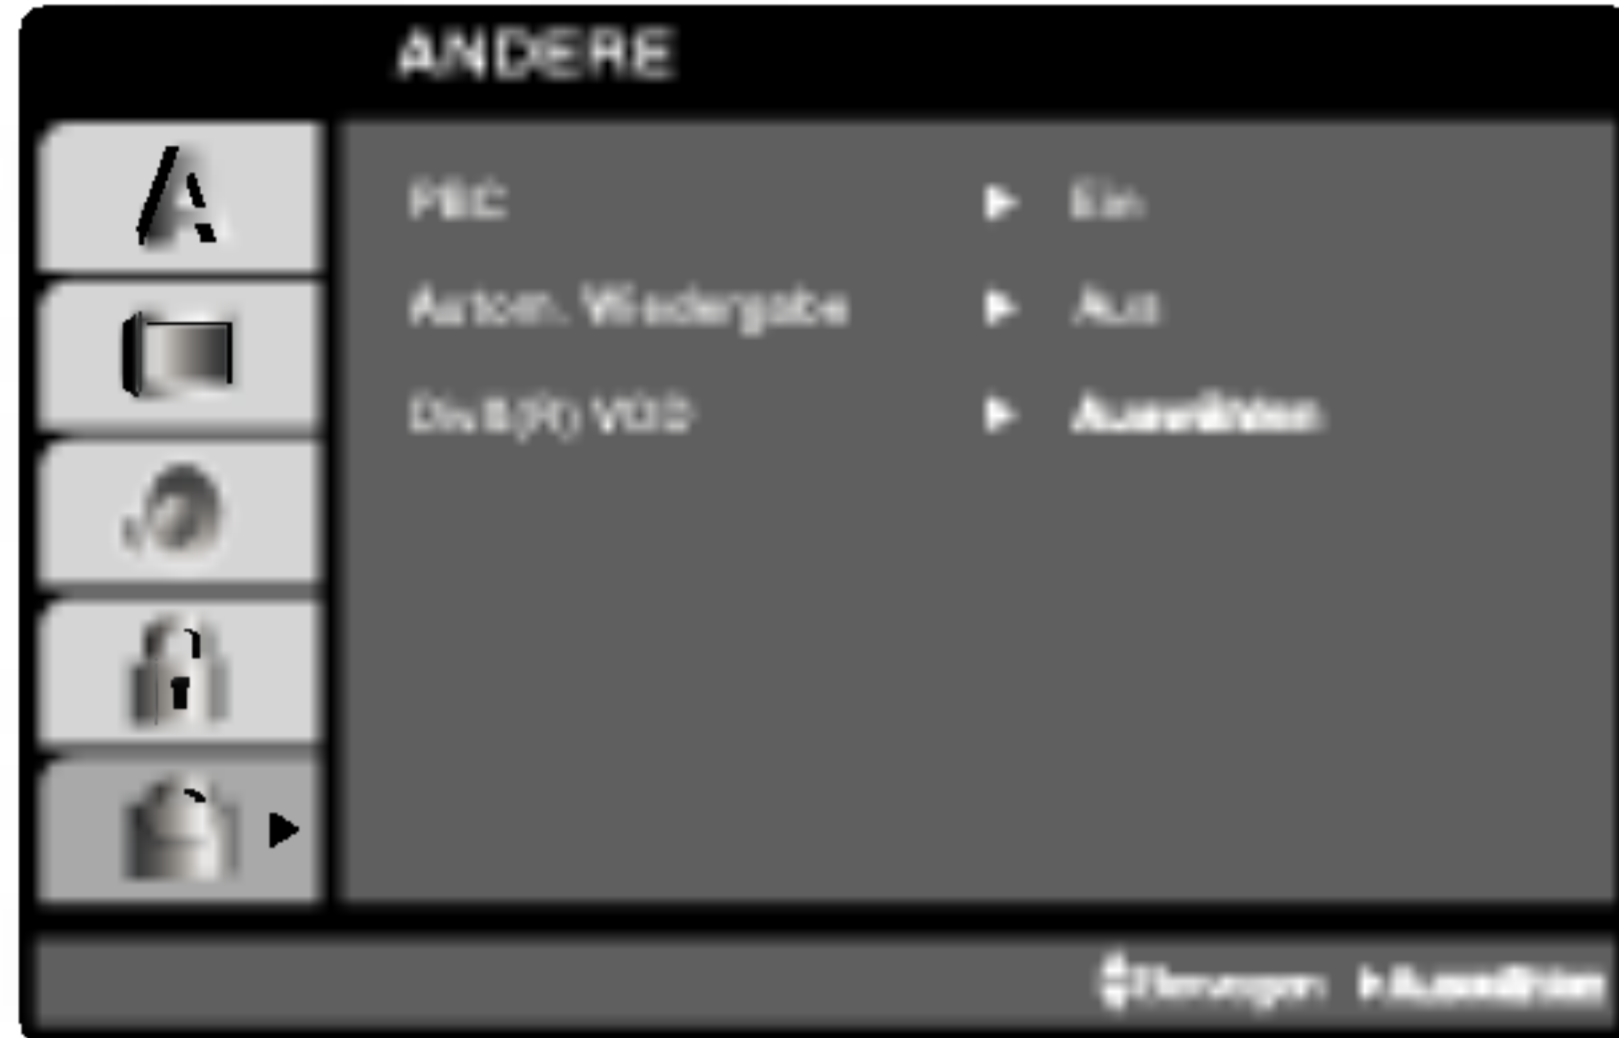 ANDERE
PBC ► Ein
Autom. Wiedergabe ► Aus
DivX(R) VOD ► Auswählen
Bewegen ►Auswählen